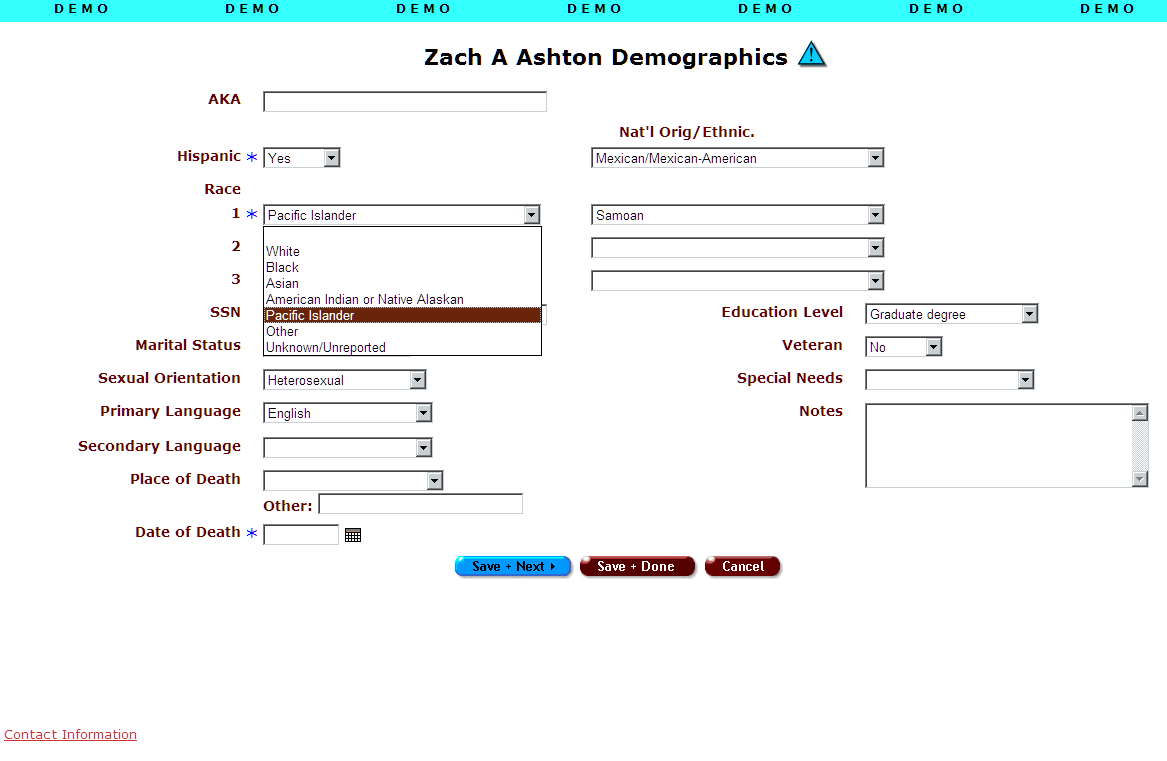 DEMO DEMO DEMO DEMO DEMO DEMO DEMO
Zach A Ashton Demographics
AKA
Nat'l Orig/Ethnic.
Hispanic * Yes Mexican/Mexican-American
Race
1 * Pacific Islander Samoan
2
3
White
Black
Asian
American Indian or Native Alaskan
Pacific Islander
Other
Unknown/Unreported
SSN Education Level Graduate degree
Marital Status Veteran No
Sexual Orientation Heterosexual Special Needs
Primary Language English Notes
Secondary Language
Place of Death
Other:
Date of Death *
Save + Next Save + Done Cancel
Contact Information